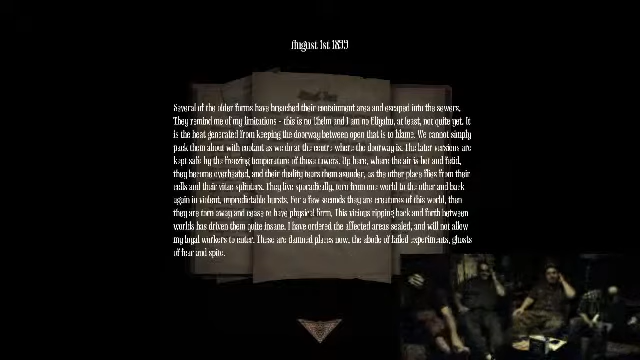 August 1st 1899
Several of the older forms have breached their containment area and escaped into the sewers.
They remind me of my limitations - this is no Chelm and I am no Eliyahu, at least, not quite yet. It
is the heat generated from keeping the doorway between open that is to blame. We cannot simply
pack them about with coolant as we do at the centre where the doorway is. The later versions are
kept safe by the freezing temperature of those towers. Up here, where the air is hot and foetid,
they become overheated, and their duality tears them asunder, as the other place flies from their
cells and their vitae splinters. They live sporadically, torn from one world to the other and back
again in violent, unpredictable bursts. For a few seconds they are creatures of this world, then
they are torn away and cease to have physical form. This vicious ripping back and forth between
worlds has driven them quite insane. I have ordered the affected areas sealed, and will not allow
my loyal workers to enter. These are damned places now, the abode of failed experiments, ghosts
of fear and spite.